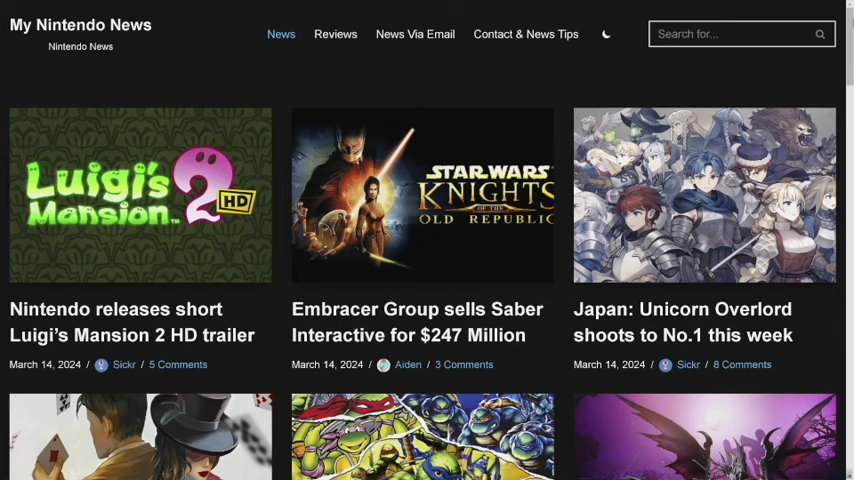 My Nintendo News
Nintendo News
News
Reviews
News Via Email
Contact & News Tips
Search for...
Luigi's Mansion™ 2 HD
STAR WARS
KNIGHTS
OF THE
OLD REPUBLIC
Nintendo releases short
Luigi’s Mansion 2 HD trailer
March 14, 2024 / Sickr / 5 Comments
Embracer Group sells Saber
Interactive for $247 Million
March 14, 2024 / Aiden / 3 Comments
Japan: Unicorn Overlord
shoots to No.1 this week
March 14, 2024 / Sickr / 8 Comments